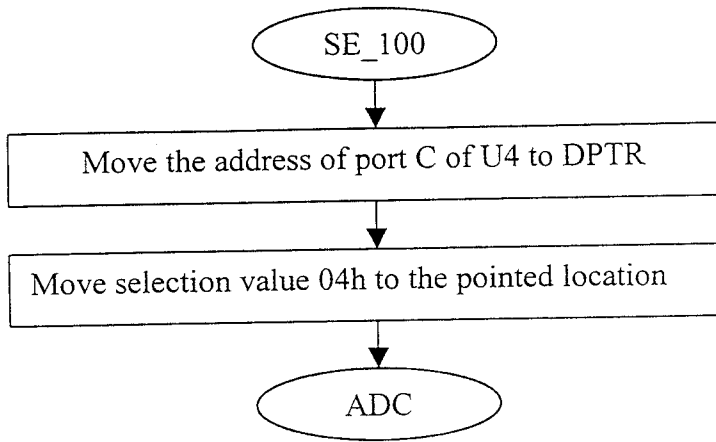 SE_100
Move the address of port C of U4 to DPTR
Move selection value 04h to the pointed location
ADC